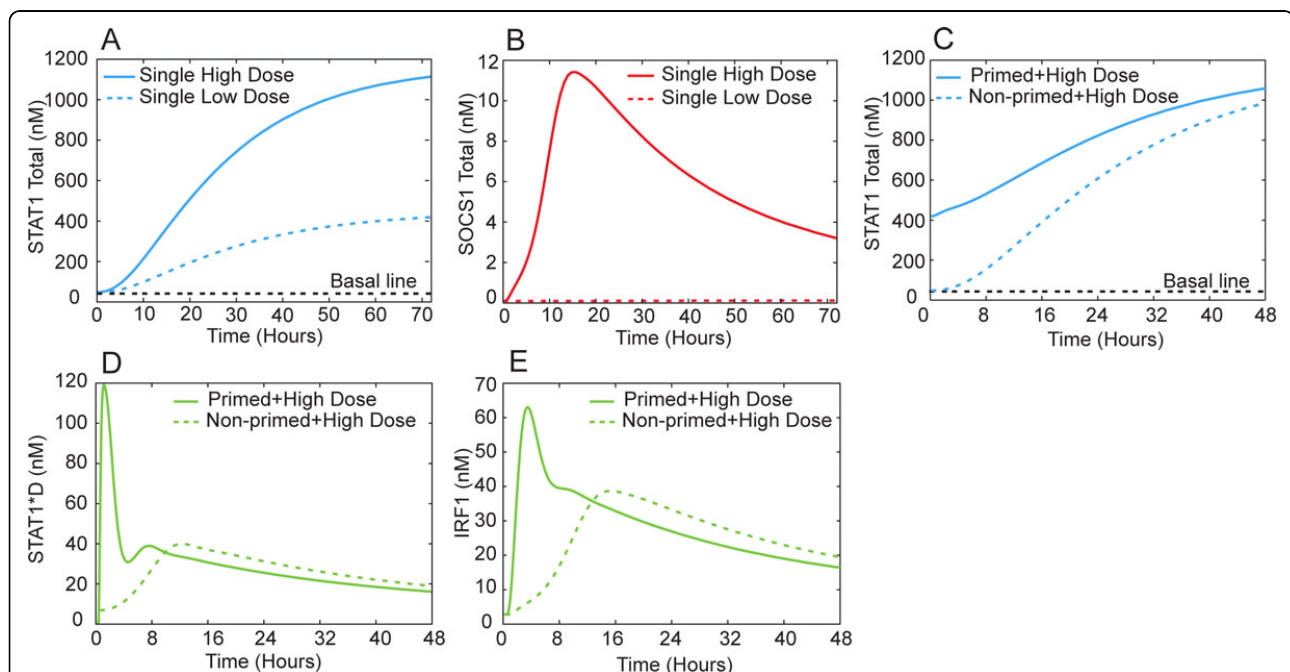 A
STAT1 Total (nM)
1200
1000
800
600
400
200
0
Single High Dose
Single Low Dose
Basal line
0 10 20 30 40 50 60 70
Time (Hours)
B
SOCS1 Total (nM)
12
10
8
6
4
2
0
Single High Dose
Single Low Dose
0 10 20 30 40 50 60 70
Time (Hours)
C
STAT1 Total (nM)
1200
1000
800
600
400
200
0
Primed+High Dose
Non-primed+High Dose
Basal line
0 8 16 24 32 40 48
Time (Hours)
D
STAT1*D (nM)
120
100
80
60
40
20
0
Primed+High Dose
Non-primed+High Dose
0 8 16 24 32 40 48
Time (Hours)
E
IRF1 (nM)
70
60
50
40
30
20
10
0
Primed+High Dose
Non-primed+High Dose
0 8 16 24 32 40 48
Time (Hours)